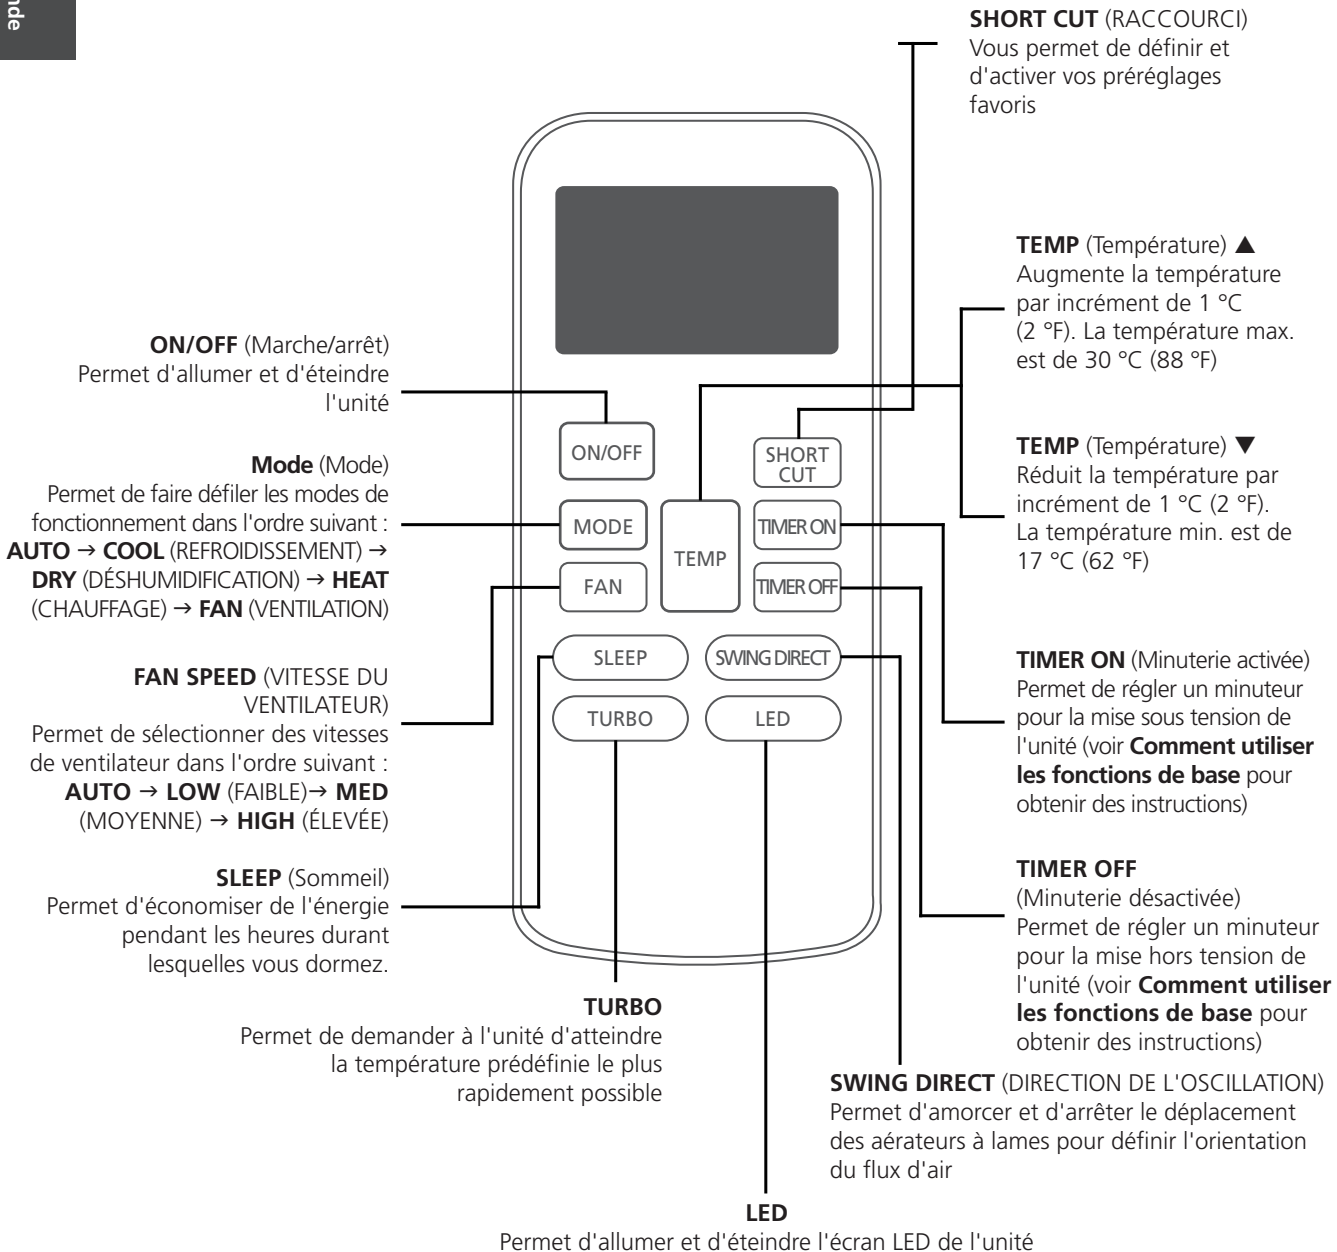 nde
SHORT CUT (RACCOURCI)
Vous permet de définir et
d'activer vos préréglages
favoris
TEMP (Température) ▲
Augmente la température
par incrément de 1 °C
(2 °F). La température max.
est de 30 °C (88 °F)
ON/OFF (Marche/arrêt)
Permet d'allumer et d'éteindre
l'unité
TEMP (Température) ▼
Réduit la température par
incrément de 1 °C (2 °F).
La température min. est de
17 °C (62 °F)
Mode (Mode)
Permet de faire défiler les modes de
fonctionnement dans l'ordre suivant :
AUTO → COOL (REFROIDISSEMENT) →
DRY (DÉSHUMIDIFICATION) → HEAT
(CHAUFFAGE) → FAN (VENTILATION)
ON/OFF
SHORT
CUT
MODE
TEMP
TIMER ON
FAN
TIMER OFF
SLEEP
SWING DIRECT
TURBO
LED
FAN SPEED (VITESSE DU
VENTILATEUR)
Permet de sélectionner des vitesses
de ventilateur dans l'ordre suivant :
AUTO → LOW (FAIBLE)→ MED
(MOYENNE) → HIGH (ÉLEVÉE)
TIMER ON (Minuterie activée)
Permet de régler un minuteur
pour la mise sous tension de
l'unité (voir Comment utiliser
les fonctions de base pour
obtenir des instructions)
SLEEP (Sommeil)
Permet d'économiser de l'énergie
pendant les heures durant
lesquelles vous dormez.
TIMER OFF
(Minuterie désactivée)
Permet de régler un minuteur
pour la mise hors tension de
l'unité (voir Comment utiliser
les fonctions de base pour
obtenir des instructions)
TURBO
Permet de demander à l'unité d'atteindre
la température prédéfinie le plus
rapidement possible
SWING DIRECT (DIRECTION DE L'OSCILLATION)
Permet d'amorcer et d'arrêter le déplacement
des aérateurs à lames pour définir l'orientation
du flux d'air
LED
Permet d'allumer et d'éteindre l'écran LED de l'unité